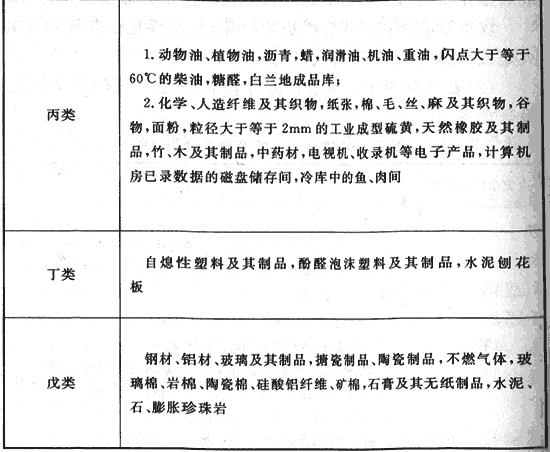 丙类
1.动物油、植物油,沥青,蜡,润滑油、机油、重油,闪点大于等于
60℃的柴油,糖醛,白兰地成品库;
2.化学、人造纤维及其织物,纸张,棉、毛、丝、麻及其织物,谷
物,面粉,粒径大于等于2mm的工业成型硫黄,天然橡胶及其制
品,竹、木及其制品,中药材,电视机、收录机等电子产品,计算机
房已录数据的磁盘储存间,冷库中的鱼、肉间
丁类
自熄性塑料及其制品,酚醛泡沫塑料及其制品,水泥刨花
板
戊类
钢材、铝材、玻璃及其制品,搪瓷制品、陶瓷制品,不燃气体,玻
璃棉、岩棉、陶瓷棉、硅酸铝纤维、矿棉,石膏及其无纸制品,水泥、
石、膨胀珍珠岩